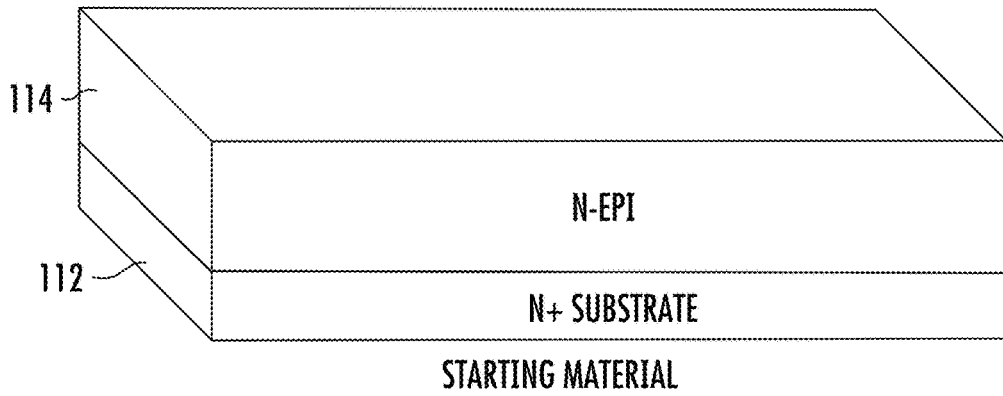 114
N-EPI
112
N+ SUBSTRATE
STARTING MATERIAL